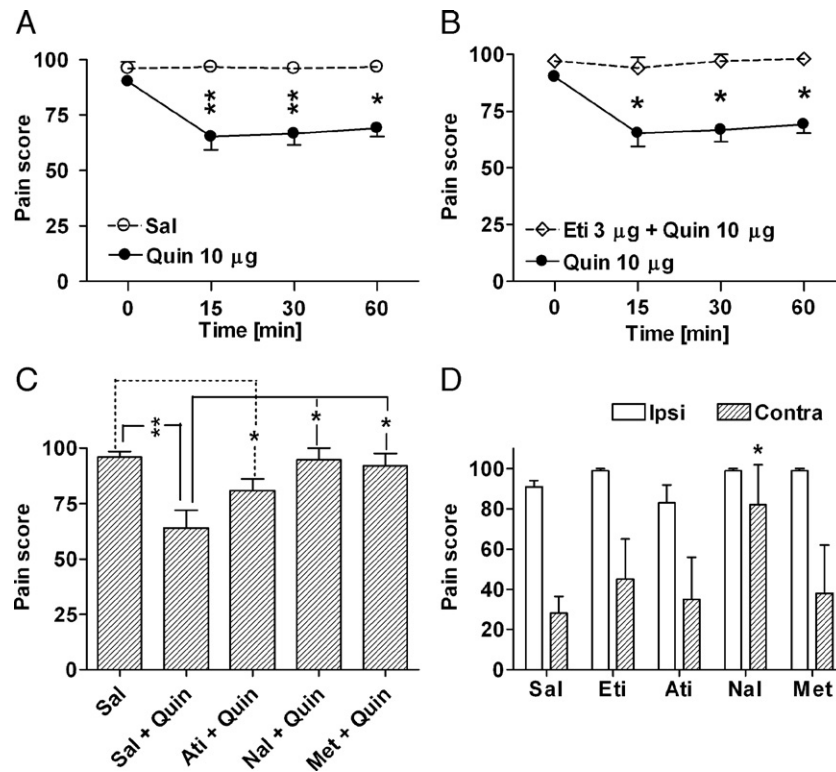 A
Pain score
100
75
50
25
0
** ** *
Sal
Quin 10 μg
0 15 30 60
Time [min]
B
Pain score
100
75
50
25
0
* * *
Eti 3 μg + Quin 10 μg
Quin 10 μg
0 15 30 60
Time [min]
C
Pain score
100
75
50
25
0
** * * *
Sal
Sal + Quin
Ati + Quin
Nal + Quin
Met + Quin
D
Ipsi Contra
Pain score
100
80
60
40
20
0
*
Sal Eti Ati Nal Met